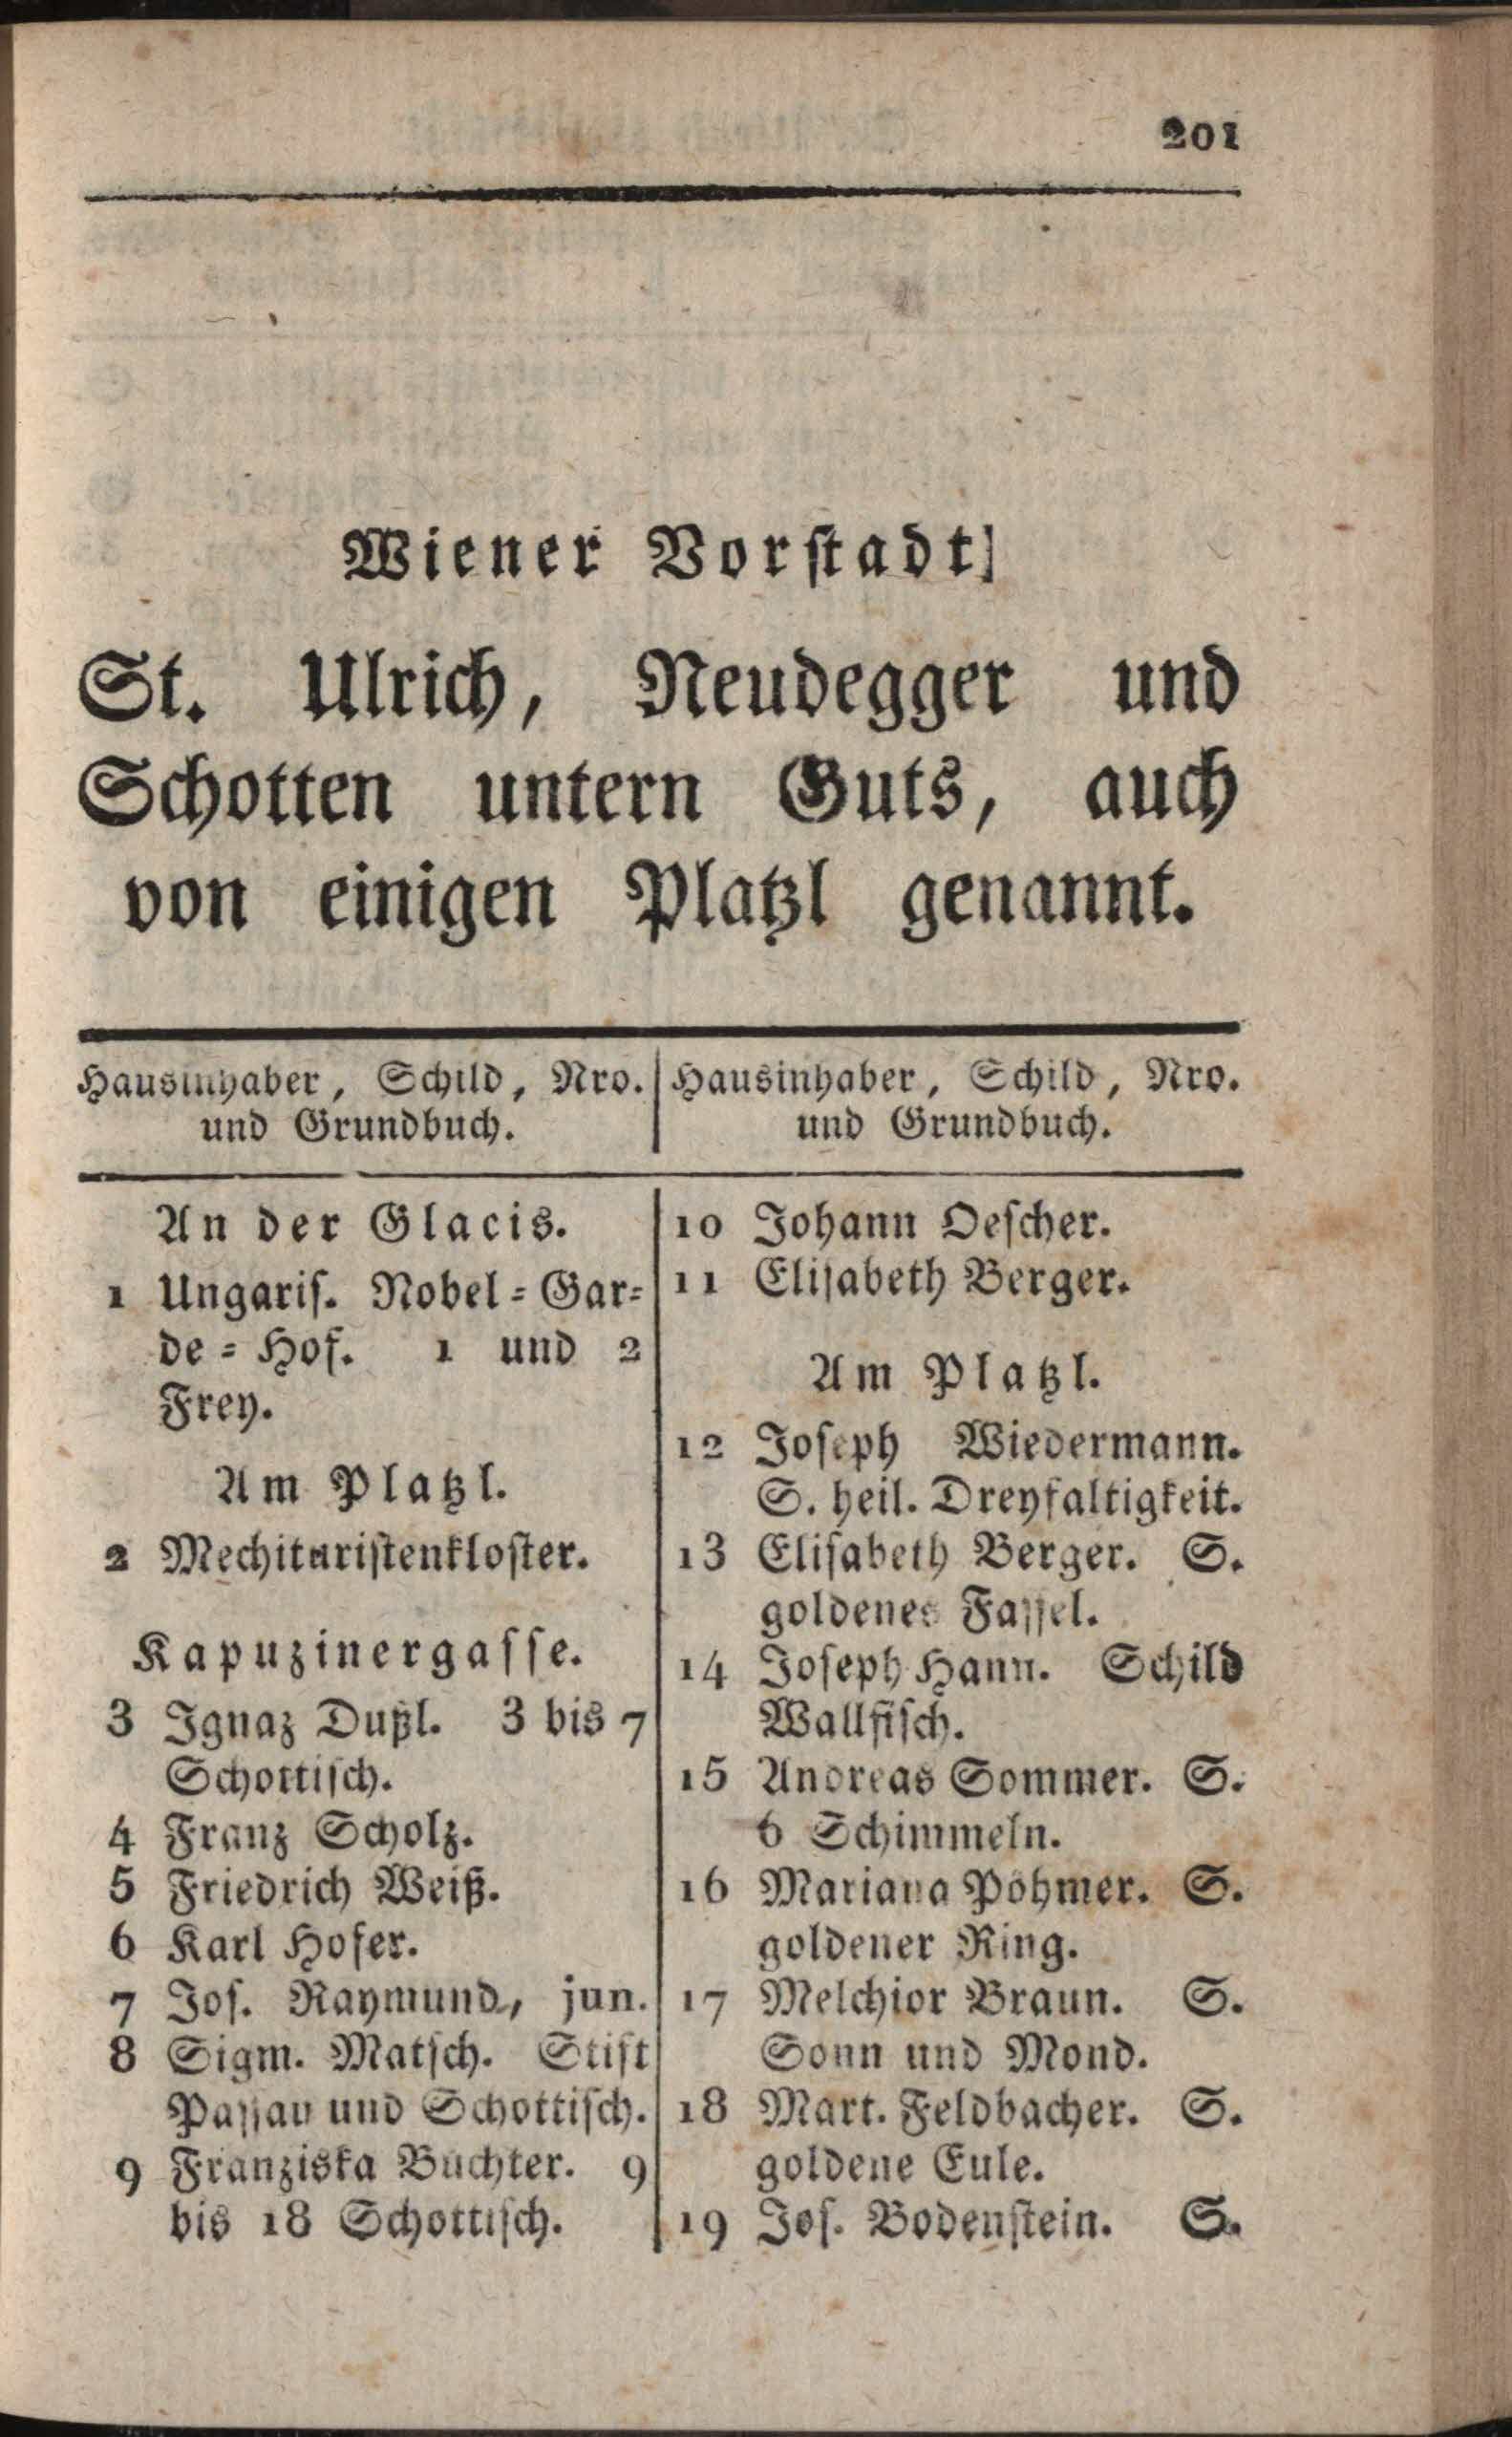 201
Wiener Vorstadt]
St. Ulrich, Neudegger und
Schotten untern Guts, auch
von einigen Platzl genannt.
Hausinhaber, Schild, Nro.
und Grundbuch.
An der Glacis.
1 Ungaris. Nobel=Gar=
de=Hof. 1 und 2
Frey.
Am Platzl.
2 Mechitaristenkloster.
Kapuzinergasse.
3 Ignaz Dußl. 3 bis 7
Schottisch.
4 Franz Scholz.
5 Friedrich Weiß.
6 Karl Hofer.
7 Jos. Raymund, jun.
8 Sigm. Matsch. Stift
Passau und Schottisch.
9 Franziska Buchter. 9
bis 18 Schottisch.
Hausinhaber, Schild, Nro.
und Grundbuch.
10 Johann Oescher.
11 Elisabeth Berger.
Am Platzl.
12 Joseph Wiedermann.
S. heil. Dreyfaltigkeit.
13 Elisabeth Berger. S.
goldenes Fassel.
14 Joseph Hann. Schild
Wallfisch.
15 Andreas Sommer. S.
6 Schimmeln.
16 Mariana Pöhmer. S.
goldener Ring.
17 Melchior Braun. S.
Sonn und Mond.
18 Mart. Feldbacher. S.
goldene Eule.
19 Jos. Bodenstein. S.